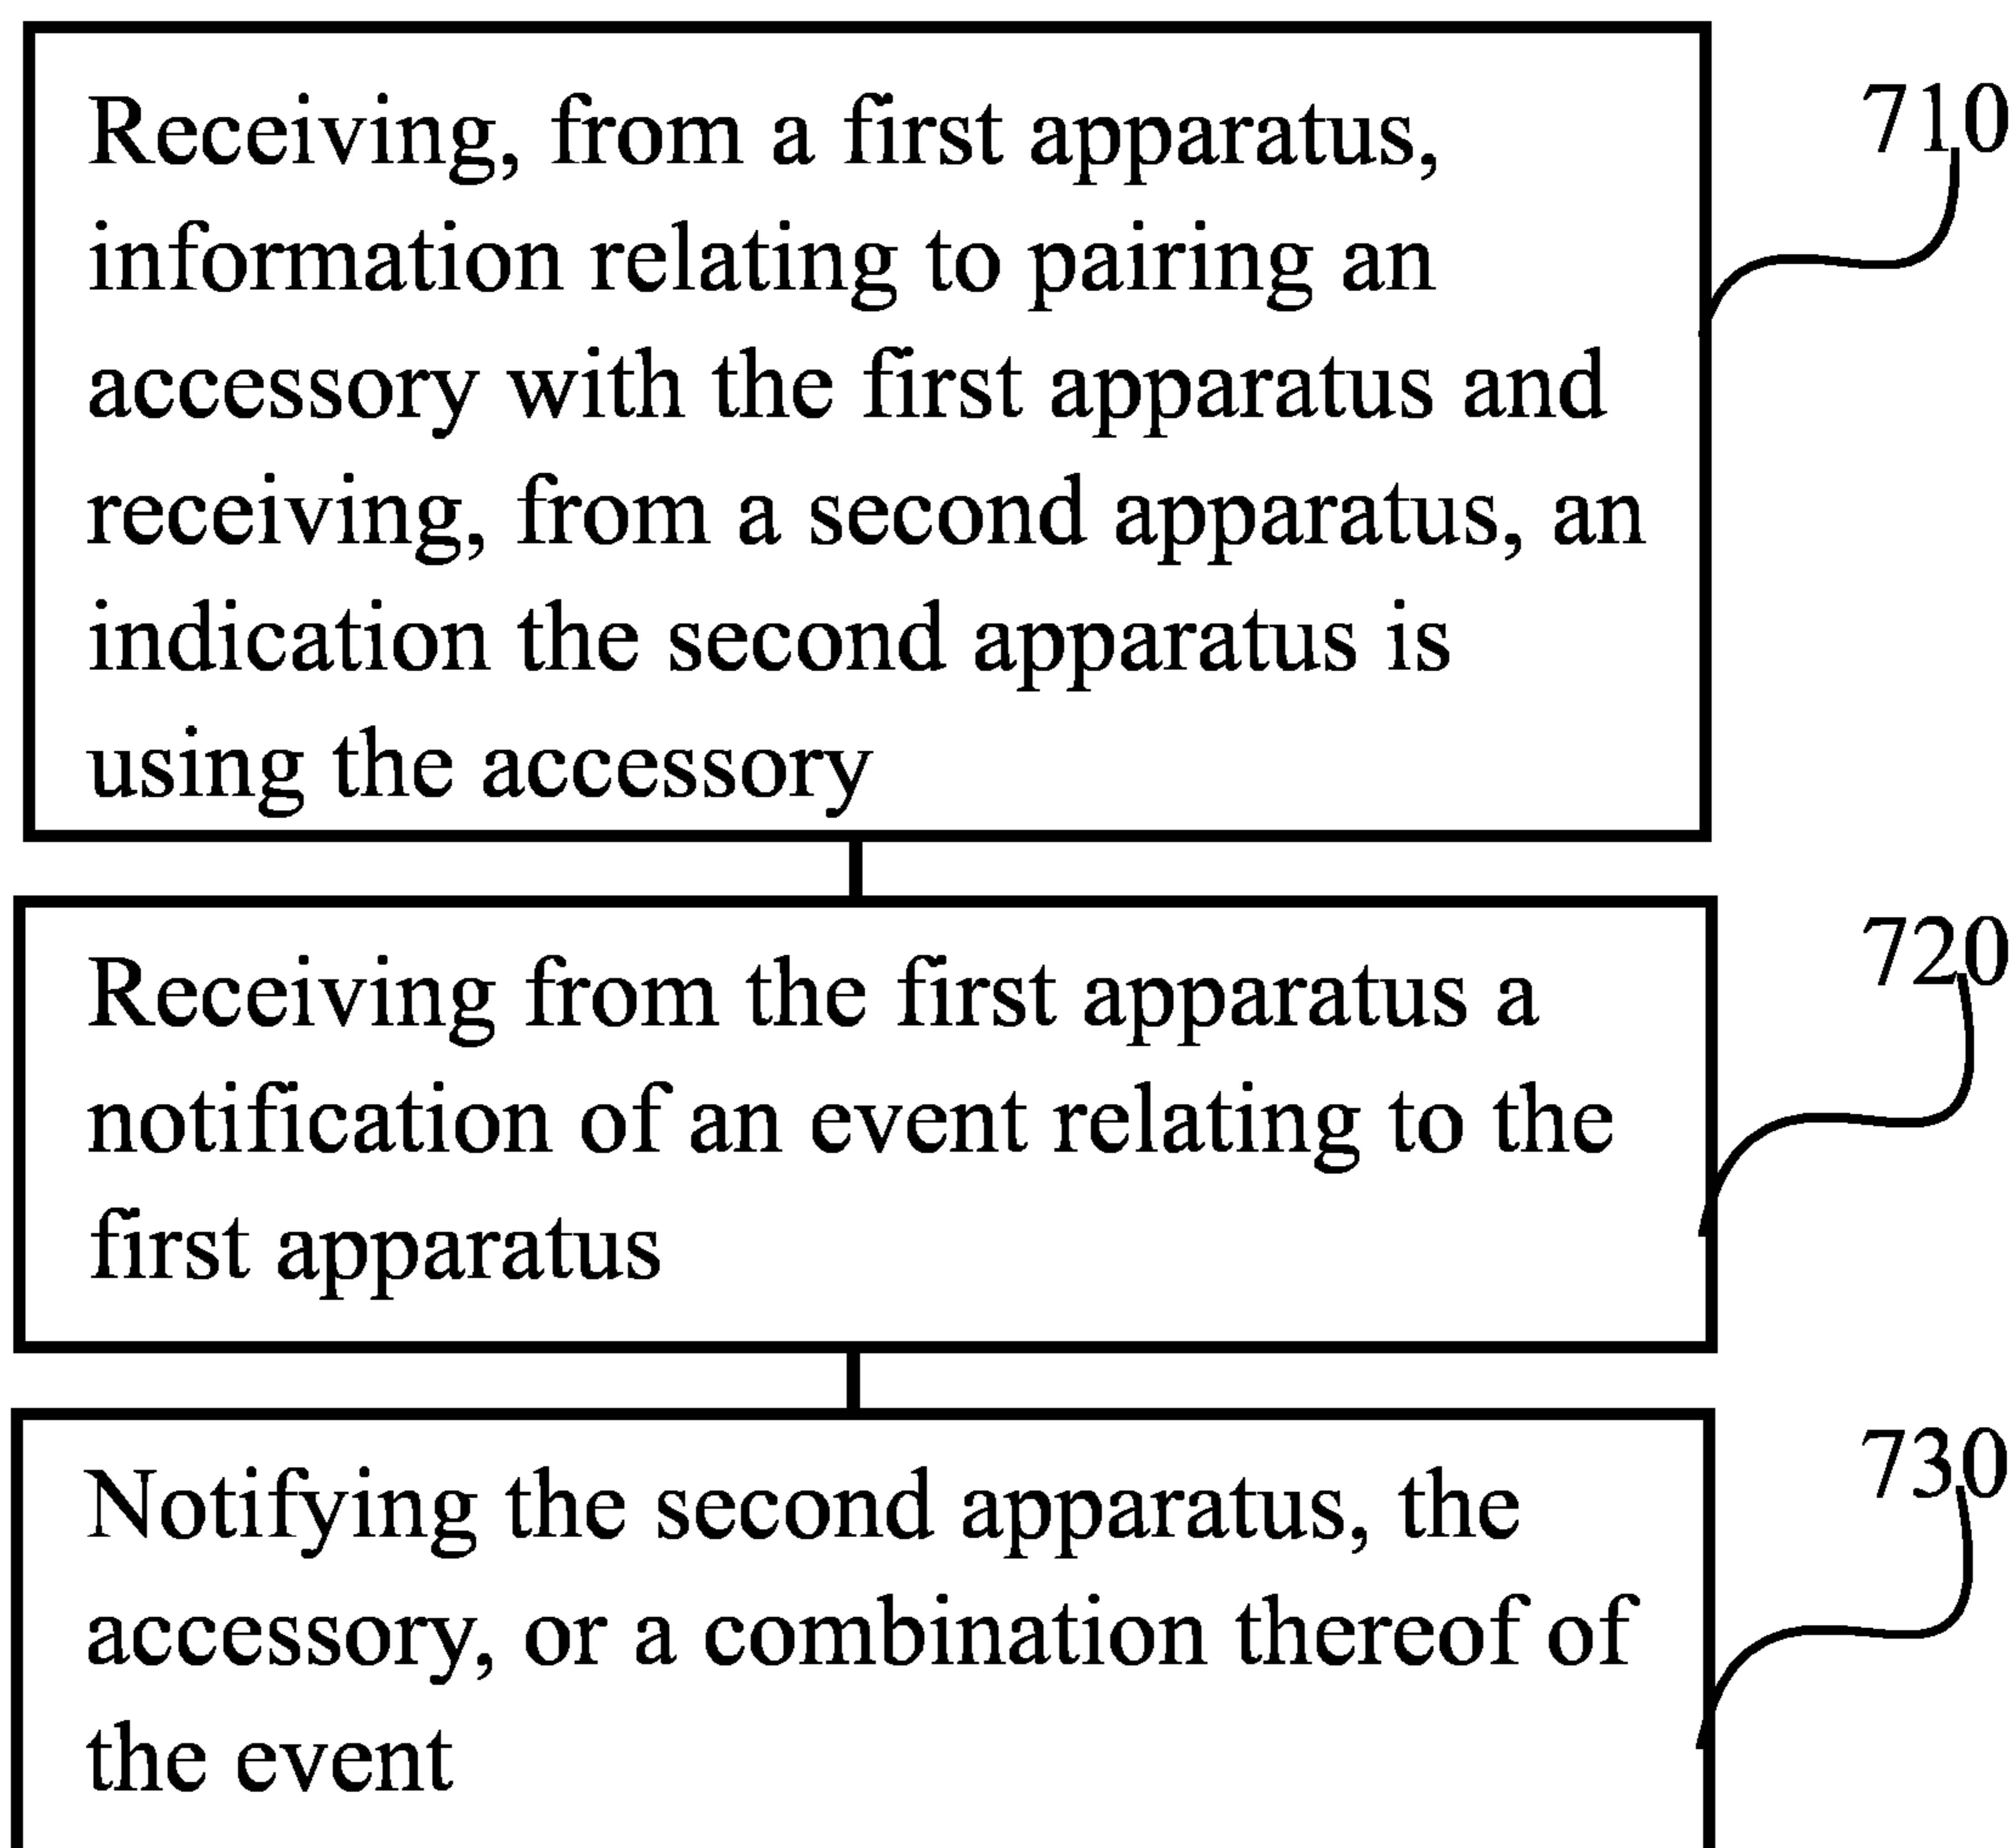 Receiving, from a first apparatus,
information relating to pairing an
accessory with the first apparatus and
receiving, from a second apparatus, an
indication the second apparatus is
using the accessory
710
Receiving from the first apparatus a
notification of an event relating to the
first apparatus
720
Notifying the second apparatus, the
accessory, or a combination thereof of
the event
730